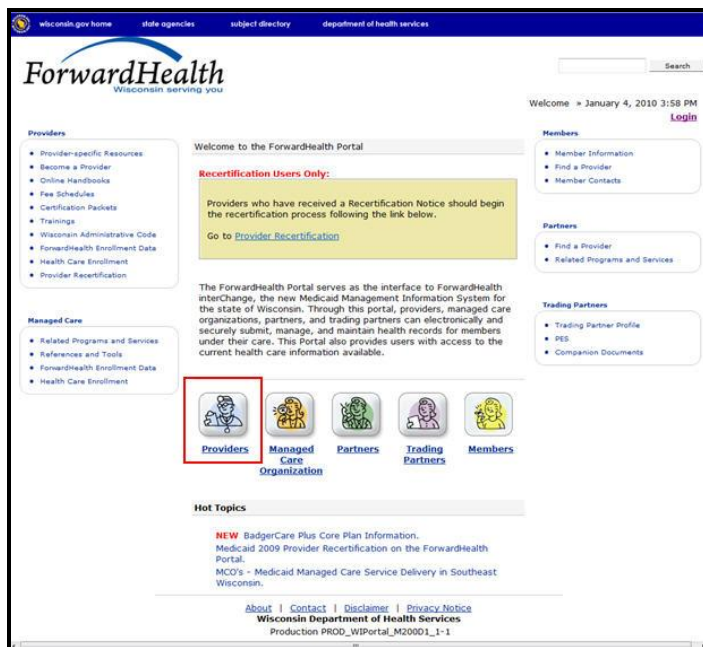 wisconsin.gov home state agencies subject directory department of health services
ForwardHealth
Wisconsin serving you
Search
Welcome » January 4, 2010 3:58 PM
Login
Providers
• Provider-specific Resources
• Become a Provider
• Online Handbooks
• Fee Schedules
• Certification Packets
• Trainings
• Wisconsin Administrative Code
• ForwardHealth Enrollment Data
• Health Care Enrollment
• Provider Recertification
Managed Care
• Related Programs and Services
• References and Tools
• ForwardHealth Enrollment Data
• Health Care Enrollment
Welcome to the ForwardHealth Portal
Recertification Users Only:
Providers who have received a Recertification Notice should begin
the recertification process following the link below.
Go to Provider Recertification
The ForwardHealth Portal serves as the interface to ForwardHealth
interChange, the new Medicaid Management Information System for
the state of Wisconsin. Through this portal, providers, managed care
organizations, partners, and trading partners can electronically and
securely submit, manage, and maintain health records for members
under their care. This Portal also provides users with access to the
current health care information available.
Providers
Managed
Care
Organization
Partners
Trading
Partners
Members
Hot Topics
NEW BadgerCare Plus Core Plan Information.
Medicaid 2009 Provider Recertification on the ForwardHealth
Portal.
MCO's - Medicaid Managed Care Service Delivery in Southeast
Wisconsin.
Members
• Member Information
• Find a Provider
• Member Contacts
Partners
• Find a Provider
• Related Programs and Services
Trading Partners
• Trading Partner Profile
• PES
• Companion Documents
About | Contact | Disclaimer | Privacy Notice
Wisconsin Department of Health Services
Production PROD_WIPortal_M200D1_1-1